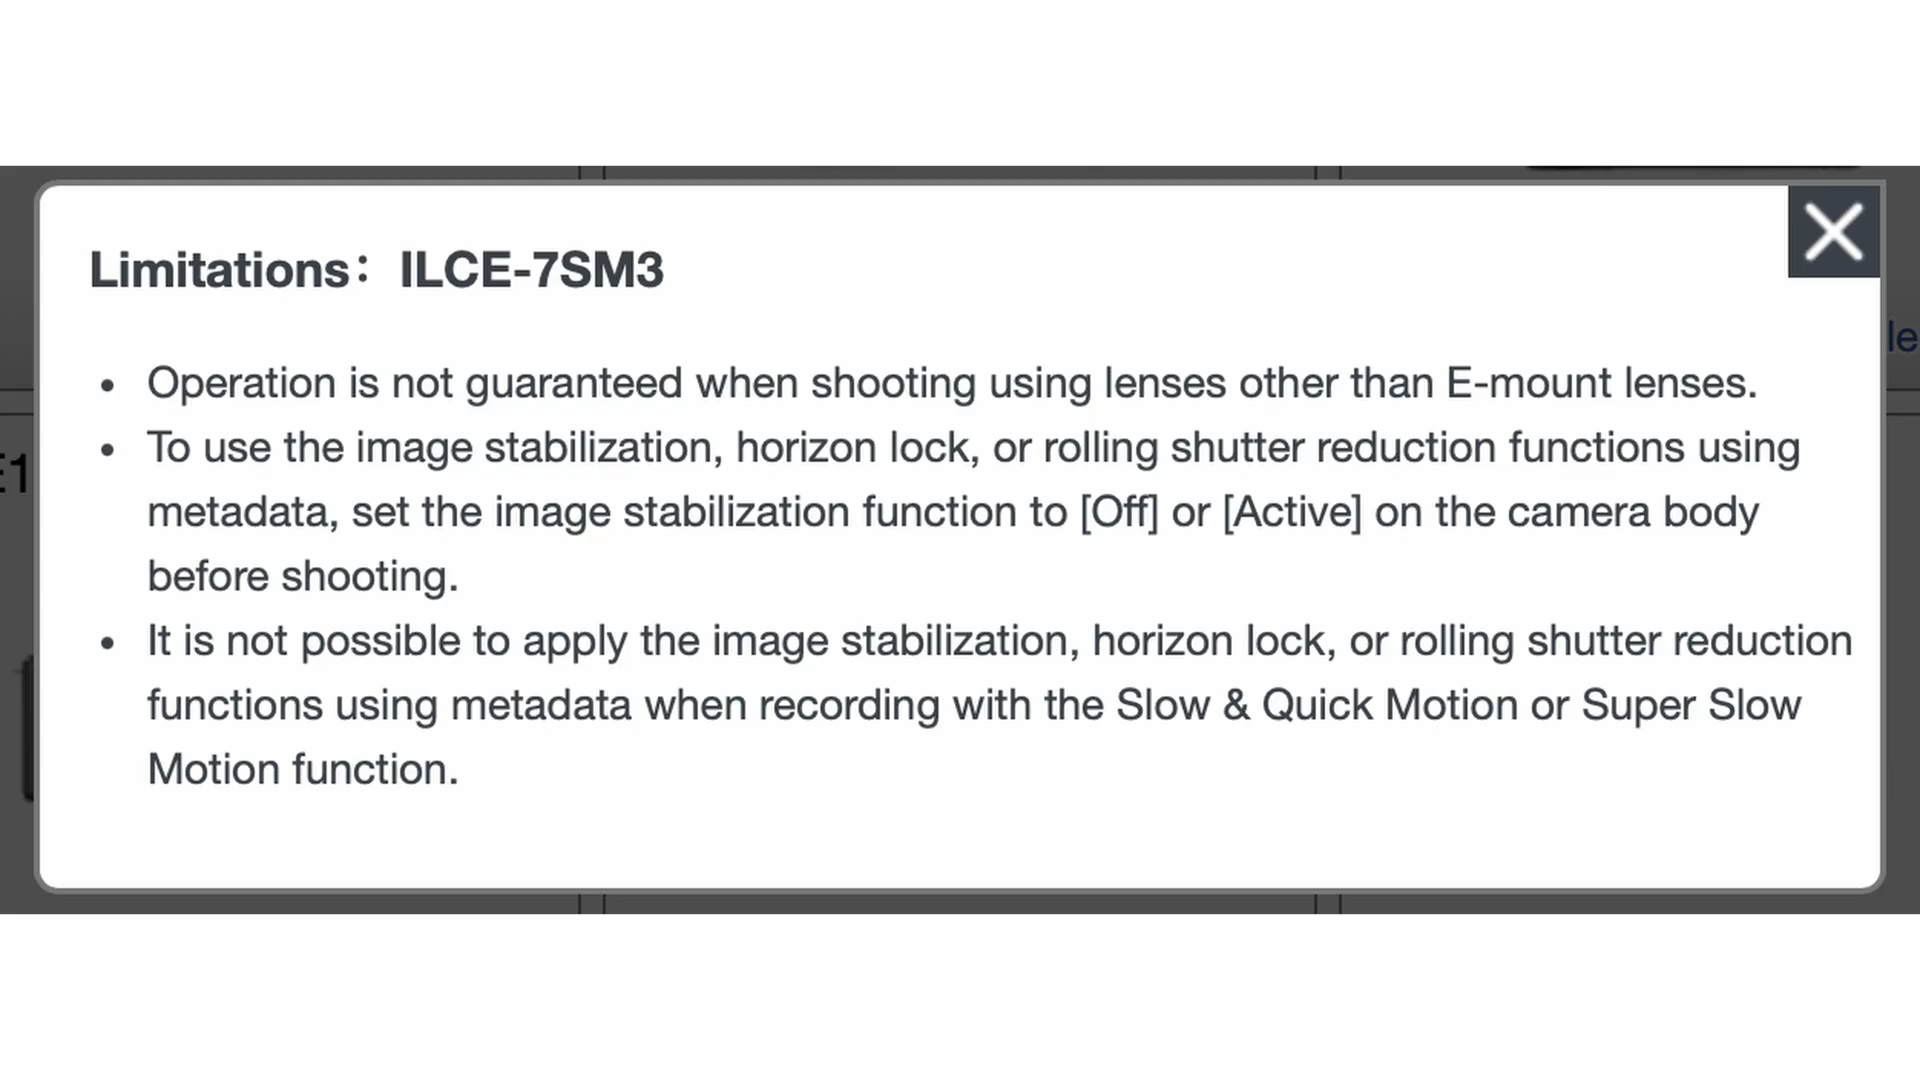 Limitations： ILCE-7SM3
• Operation is not guaranteed when shooting using lenses other than E-mount lenses.
• To use the image stabilization, horizon lock, or rolling shutter reduction functions using
metadata, set the image stabilization function to [Off] or [Active] on the camera body
before shooting.
• It is not possible to apply the image stabilization, horizon lock, or rolling shutter reduction
functions using metadata when recording with the Slow & Quick Motion or Super Slow
Motion function.
le
E1